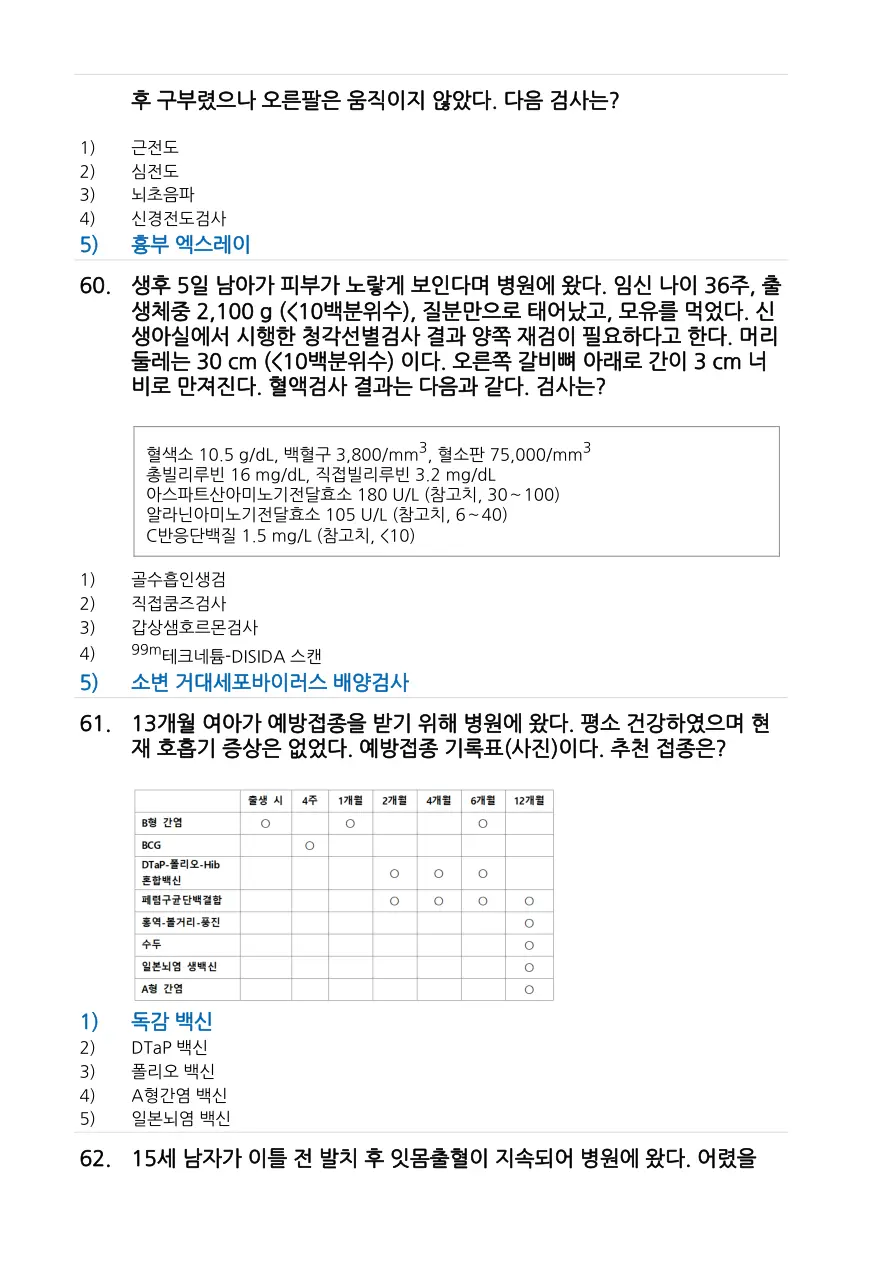 후 구부렸으나 오른팔은 움직이지 않았다. 다음 검사는?
1) 근전도
2) 심전도
3) 뇌초음파
4) 신경전도검사
5) 흉부 엑스레이
60. 생후 5일 남아가 피부가 노랗게 보인다며 병원에 왔다. 임신 나이 36주, 출
생체중 2,100 g (<10백분위수), 질분만으로 태어났고, 모유를 먹었다. 신
생아실에서 시행한 청각선별검사 결과 양쪽 재검이 필요하다고 한다. 머리
둘레는 30 cm (<10백분위수) 이다. 오른쪽 갈비뼈 아래로 간이 3 cm 너
비로 만져진다. 혈액검사 결과는 다음과 같다. 검사는?
혈색소 10.5 g/dL, 백혈구 3,800/mm³, 혈소판 75,000/mm³
총빌리루빈 16 mg/dL, 직접빌리루빈 3.2 mg/dL
아스파트산아미노기전달효소 180 U/L (참고치, 30~100)
알라닌아미노기전달효소 105 U/L (참고치, 6~40)
C반응단백질 1.5 mg/L (참고치, <10)
1) 골수흡인생검
2) 직접쿰즈검사
3) 갑상샘호르몬검사
4) 99m테크네튬-DISIDA 스캔
5) 소변 거대세포바이러스 배양검사
61. 13개월 여아가 예방접종을 받기 위해 병원에 왔다. 평소 건강하였으며 현
재 호흡기 증상은 없었다. 예방접종 기록표(사진)이다. 추천 접종은?
출생 시 4주 1개월 2개월 4개월 6개월 12개월
B형 간염 ○ ○ ○
BCG ○
DTaP-폴리오-Hib
혼합백신 ○ ○ ○
폐렴구균단백결합 ○ ○ ○ ○
홍역-볼거리-풍진 ○
수두 ○
일본뇌염 생백신 ○
A형 간염 ○
1) 독감 백신
2) DTaP 백신
3) 폴리오 백신
4) A형간염 백신
5) 일본뇌염 백신
62. 15세 남자가 이틀 전 발치 후 잇몸출혈이 지속되어 병원에 왔다. 어렸을